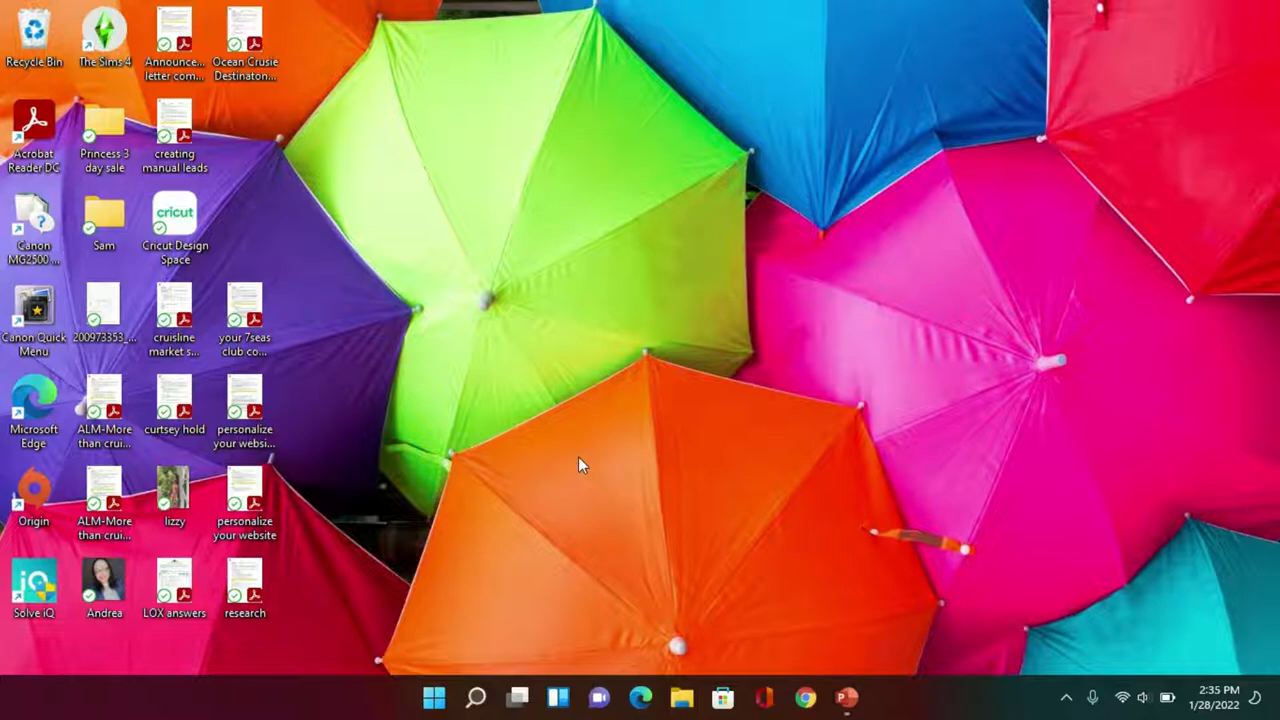 Recycle Bin
The Sims 4
Announce...
letter com...
Ocean Crusie
Destinaton...
Acrobat
Reader DC
Princess 3
day sale
creating
manual leads
Canon
MG2500 ...
Sam
cricut
Cricut Design
Space
Canon Quick
Menu
200973353_...
cruisline
market s...
your 7seas
club co...
Microsoft
Edge
ALM-More
than crui...
curtsey hold
personalize
your websi...
Origin
ALM-More
than crui...
lizzy
personalize
your website
iQ
Solve iQ
Andrea
LOX answers
research
2:35 PM
1/28/2022